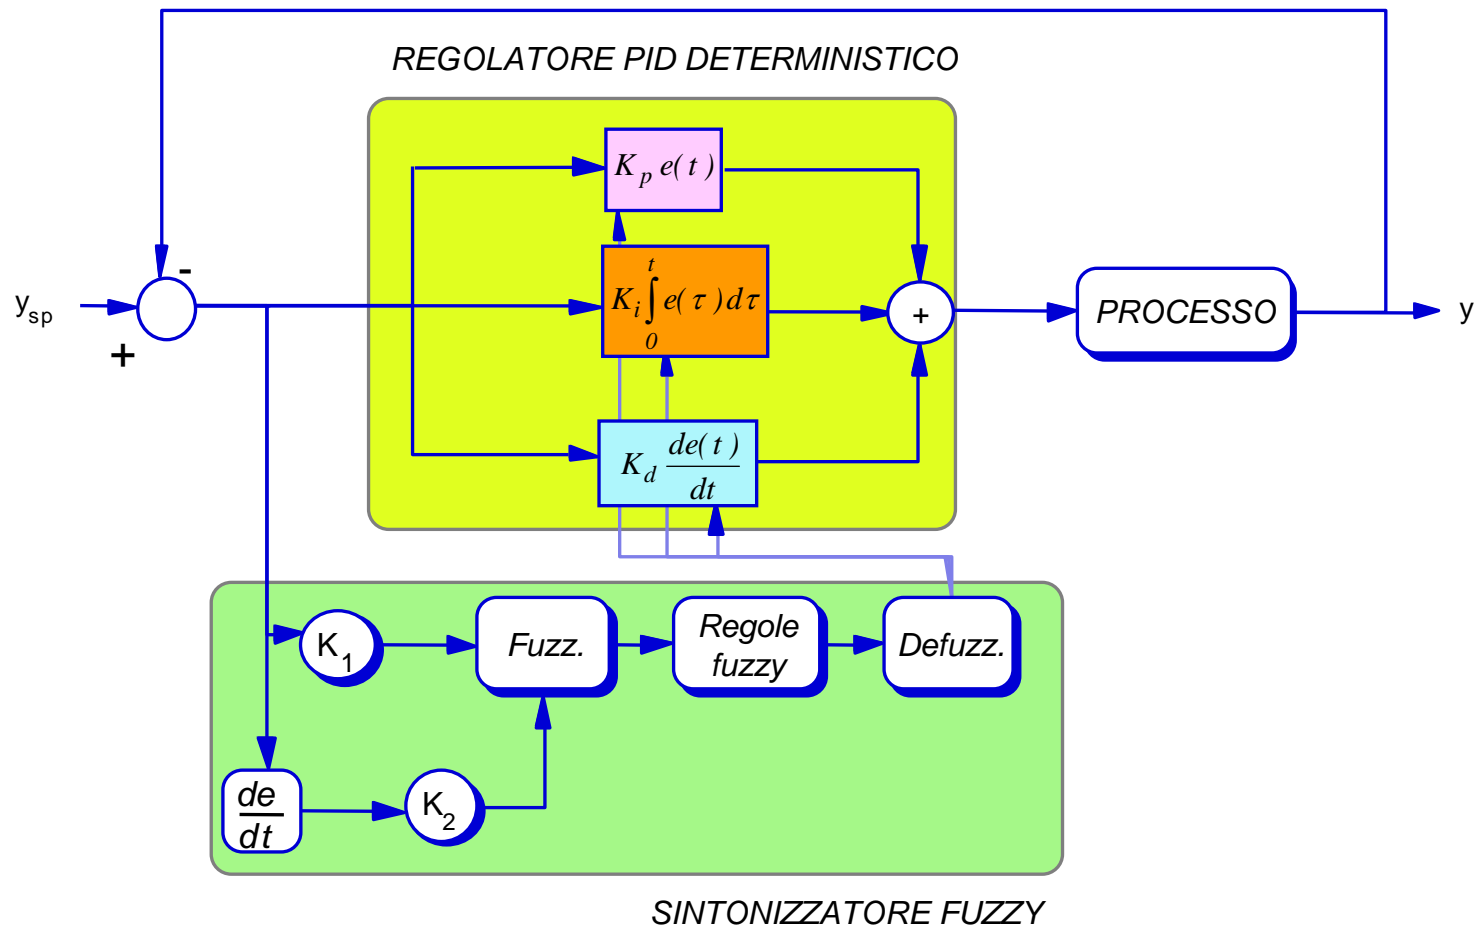 REGOLATORE PID DETERMINISTICO
K_p e(t)
-
y_sp
+
K_i ∫_0^t e(τ)dτ
+
PROCESSO
y
K_d de(t)/dt
K_1
Fuzz.
Regole
fuzzy
Defuzz.
de/dt
K_2
SINTONIZZATORE FUZZY